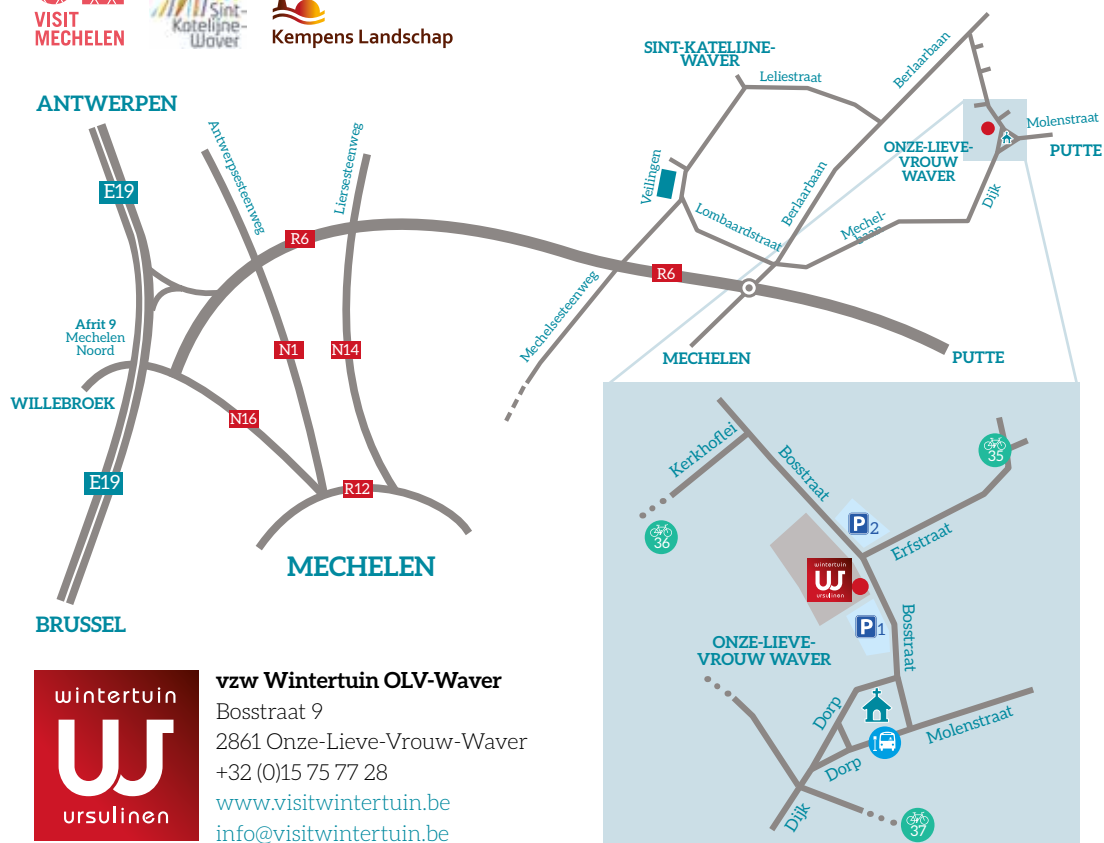 VISIT
MECHELEN
Sint-
Katelijne-
Waver
Kempens Landschap
ANTWERPEN
E19
Antwerpsesteenweg
Liersesteenweg
R6
Afrit 9
Mechelen
Noord
WILLEBROEK
N1
N14
N16
E19
R12
MECHELEN
BRUSSEL
SINT-KATELIJNE-
WAVER
Leliestraat
Berlaarbaan
Veilingen
Lombaardstraat
Berlaarbaan
Mechel-
baan
ONZE-LIEVE-
VROUW
WAVER
Molenstraat
PUTTE
Dijk
R6
Mechelsesteenweg
MECHELEN
PUTTE
Kerkhoflei
Bosstraat
35
36
P2
Erfstraat
wintertuin
ursulinen
P1
Bosstraat
ONZE-LIEVE-
VROUW WAVER
Dorp
Molenstraat
Dorp
Dijk
37
wintertuin
ursulinen
vzw Wintertuin OLV-Waver
Bosstraat 9
2861 Onze-Lieve-Vrouw-Waver
+32 (0)15 75 77 28
www.visitwintertuin.be
info@visitwintertuin.be